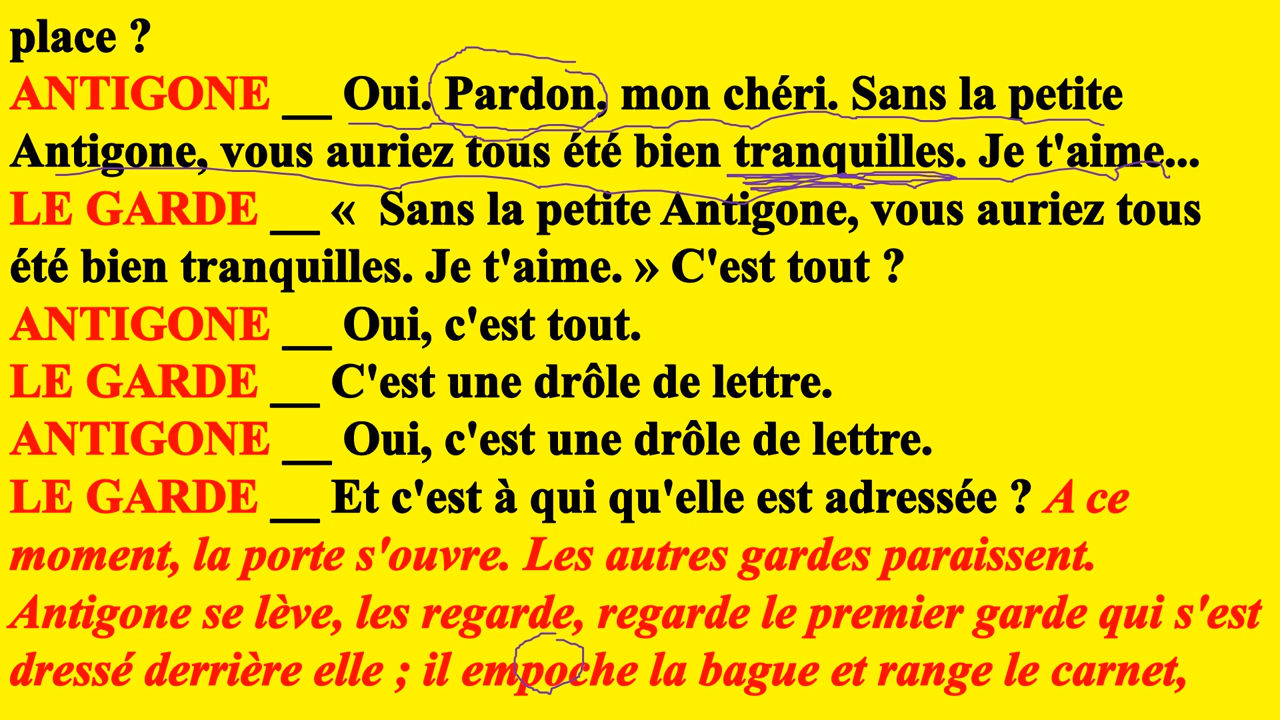 place ?
ANTIGONE __ Oui. Pardon, mon chéri. Sans la petite
Antigone, vous auriez tous été bien tranquilles. Je t'aime...
LE GARDE __ « Sans la petite Antigone, vous auriez tous
été bien tranquilles. Je t'aime. » C'est tout ?
ANTIGONE __ Oui, c'est tout.
LE GARDE __ C'est une drôle de lettre.
ANTIGONE __ Oui, c'est une drôle de lettre.
LE GARDE __ Et c'est à qui qu'elle est adressée ? A ce
moment, la porte s'ouvre. Les autres gardes paraissent.
Antigone se lève, les regarde, regarde le premier garde qui s'est
dressé derrière elle ; il empoche la bague et range le carnet,